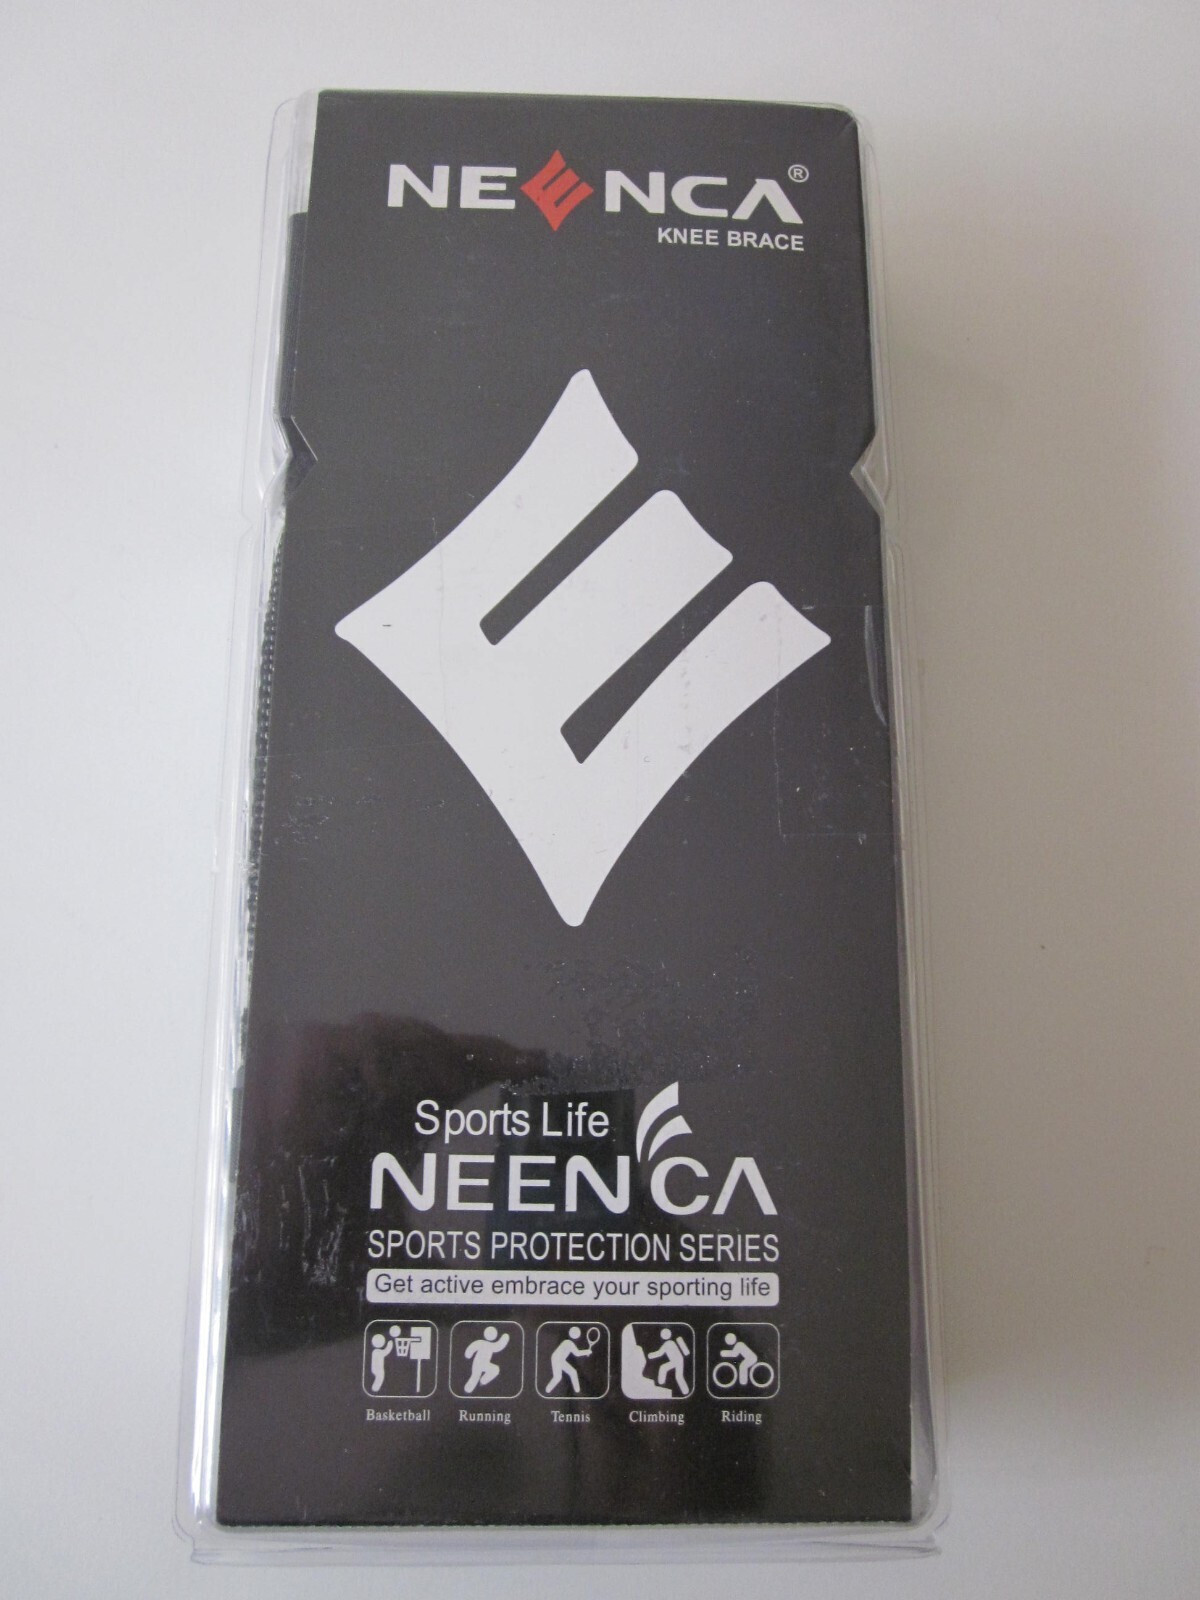 NEENCA®
KNEE BRACE
Sports Life
NEENCA
SPORTS PROTECTION SERIES
Get active embrace your sporting life
Basketball Running Tennis Climbing Riding